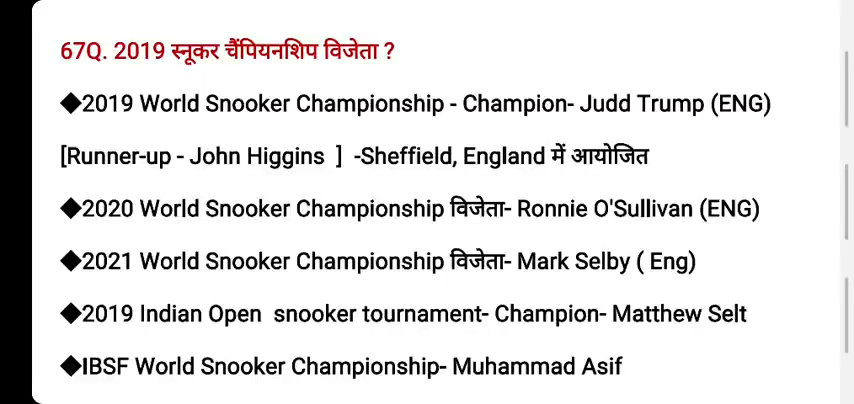 67Q. 2019 स्नूकर चैंपियनशिप विजेता ?
◆2019 World Snooker Championship - Champion- Judd Trump (ENG)
[Runner-up - John Higgins ] -Sheffield, England में आयोजित
◆2020 World Snooker Championship विजेता- Ronnie O'Sullivan (ENG)
◆2021 World Snooker Championship विजेता- Mark Selby ( Eng)
◆2019 Indian Open snooker tournament- Champion- Matthew Selt
◆IBSF World Snooker Championship- Muhammad Asif